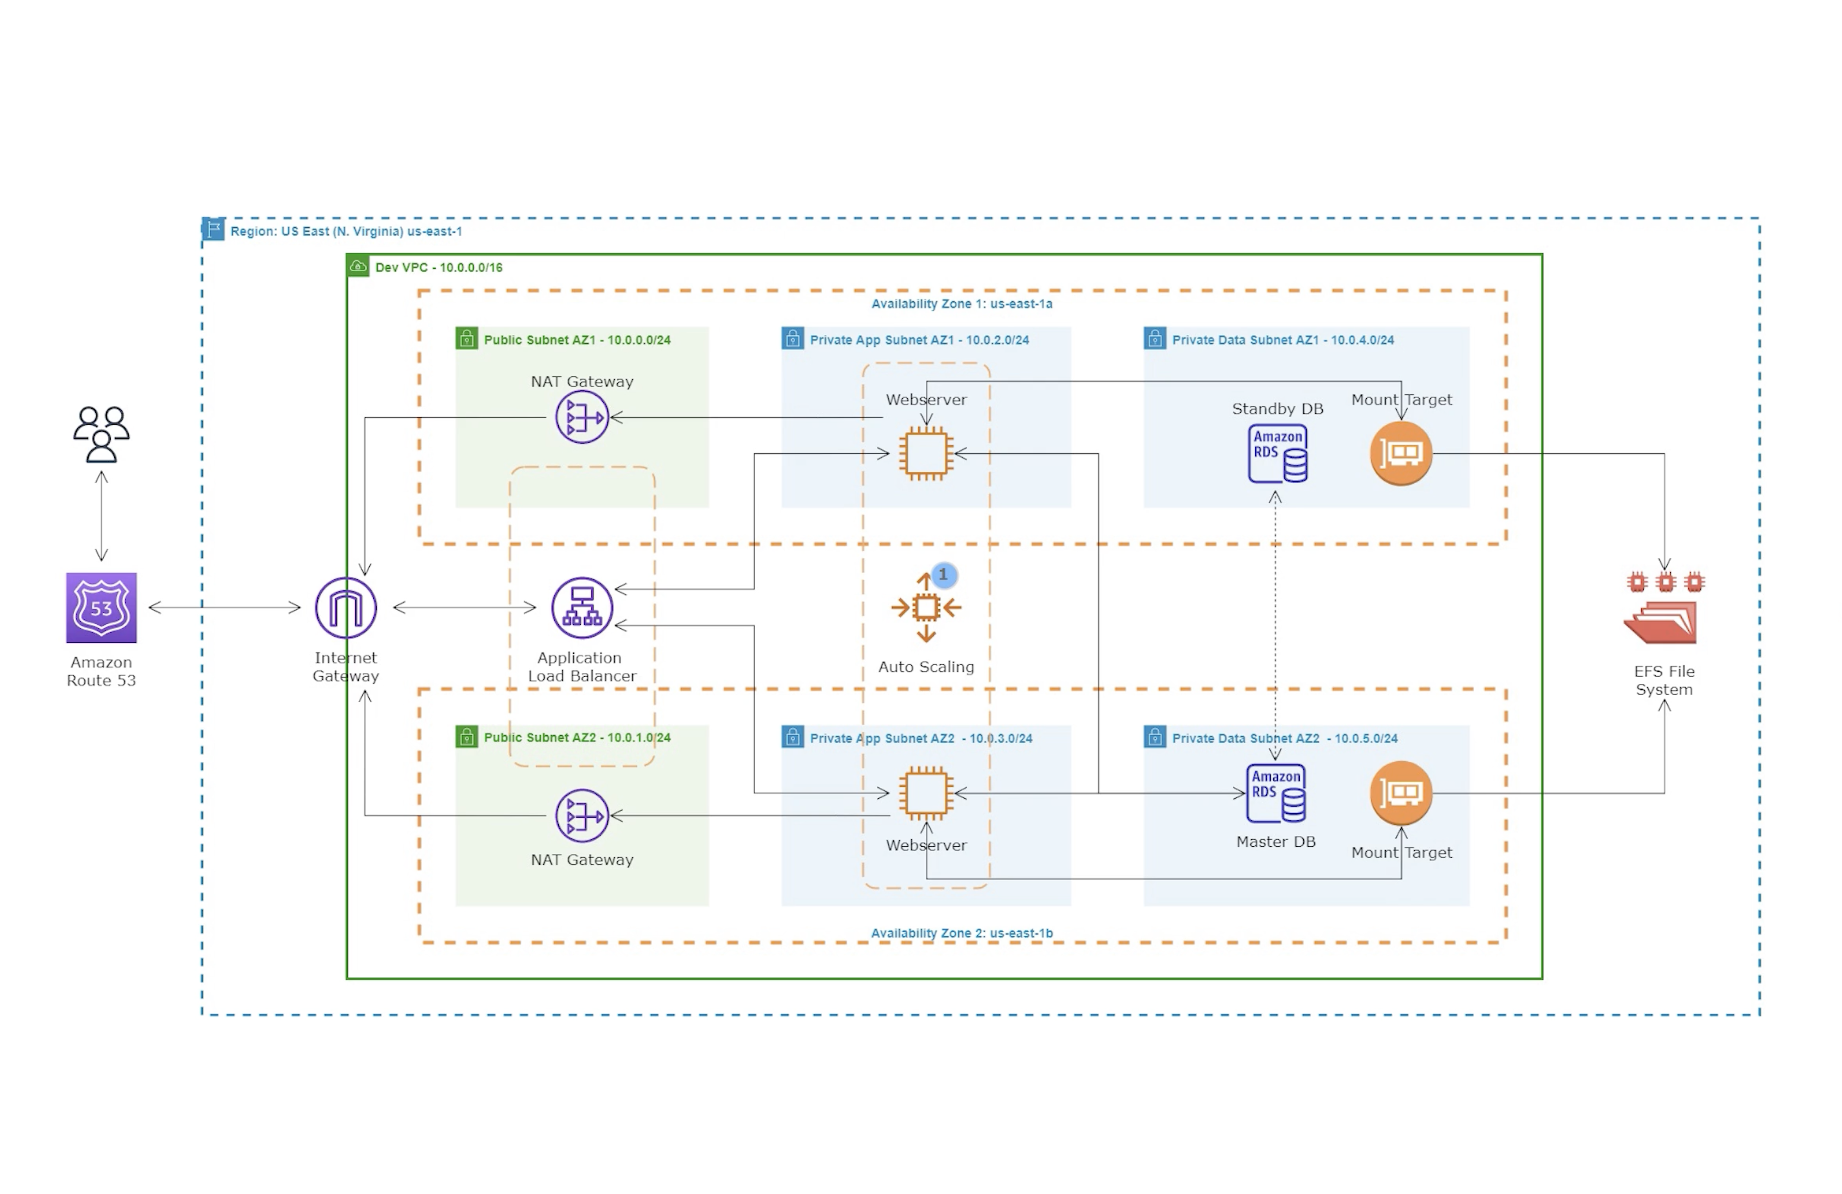 Region: US East (N. Virginia) us-east-1
Dev VPC - 10.0.0.0/16
Availability Zone 1: us-east-1a
Public Subnet AZ1 - 10.0.0.0/24
Private App Subnet AZ1 - 10.0.2.0/24
Private Data Subnet AZ1 - 10.0.4.0/24
NAT Gateway
Webserver
Standby DB
Mount Target
Amazon
RDS
53
Amazon
Route 53
Internet
Gateway
Application
Load Balancer
1
Auto Scaling
EFS File
System
Public Subnet AZ2 - 10.0.1.0/24
Private App Subnet AZ2 - 10.0.3.0/24
Private Data Subnet AZ2 - 10.0.5.0/24
Amazon
RDS
NAT Gateway
Webserver
Master DB
Mount Target
Availability Zone 2: us-east-1b